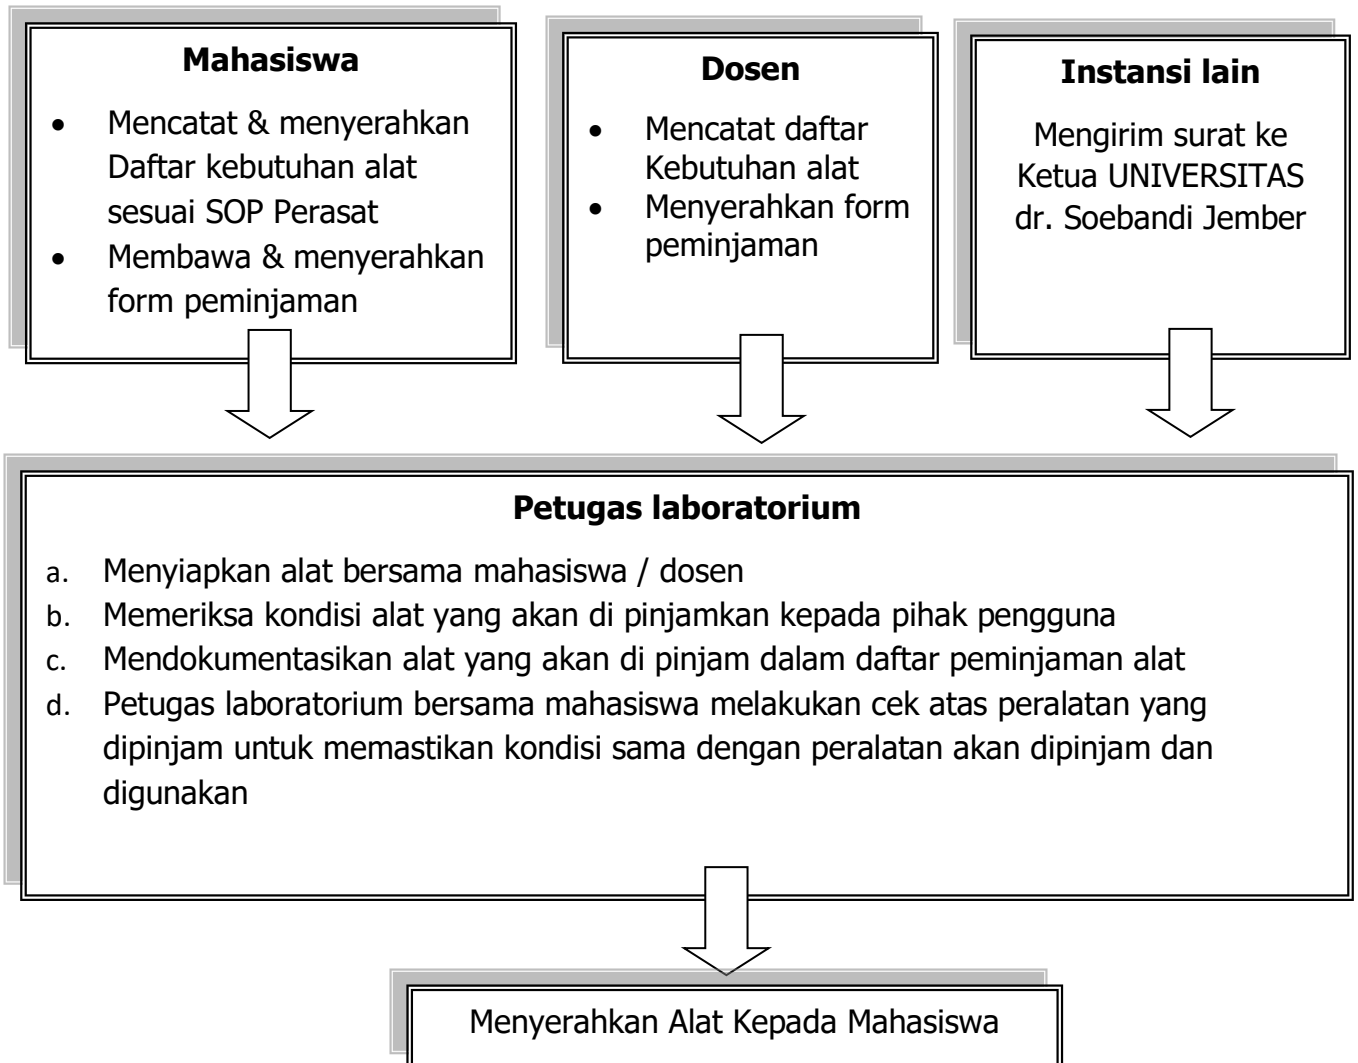 Mahasiswa
• Mencatat & menyerahkan
Daftar kebutuhan alat
sesuai SOP Perasat
• Membawa & menyerahkan
form peminjaman
Dosen
• Mencatat daftar
Kebutuhan alat
• Menyerahkan form
peminjaman
Instansi lain
Mengirim surat ke
Ketua UNIVERSITAS
dr. Soebandi Jember
Petugas laboratorium
a. Menyiapkan alat bersama mahasiswa / dosen
b. Memeriksa kondisi alat yang akan di pinjamkan kepada pihak pengguna
c. Mendokumentasikan alat yang akan di pinjam dalam daftar peminjaman alat
d. Petugas laboratorium bersama mahasiswa melakukan cek atas peralatan yang
dipinjam untuk memastikan kondisi sama dengan peralatan akan dipinjam dan
digunakan
Menyerahkan Alat Kepada Mahasiswa